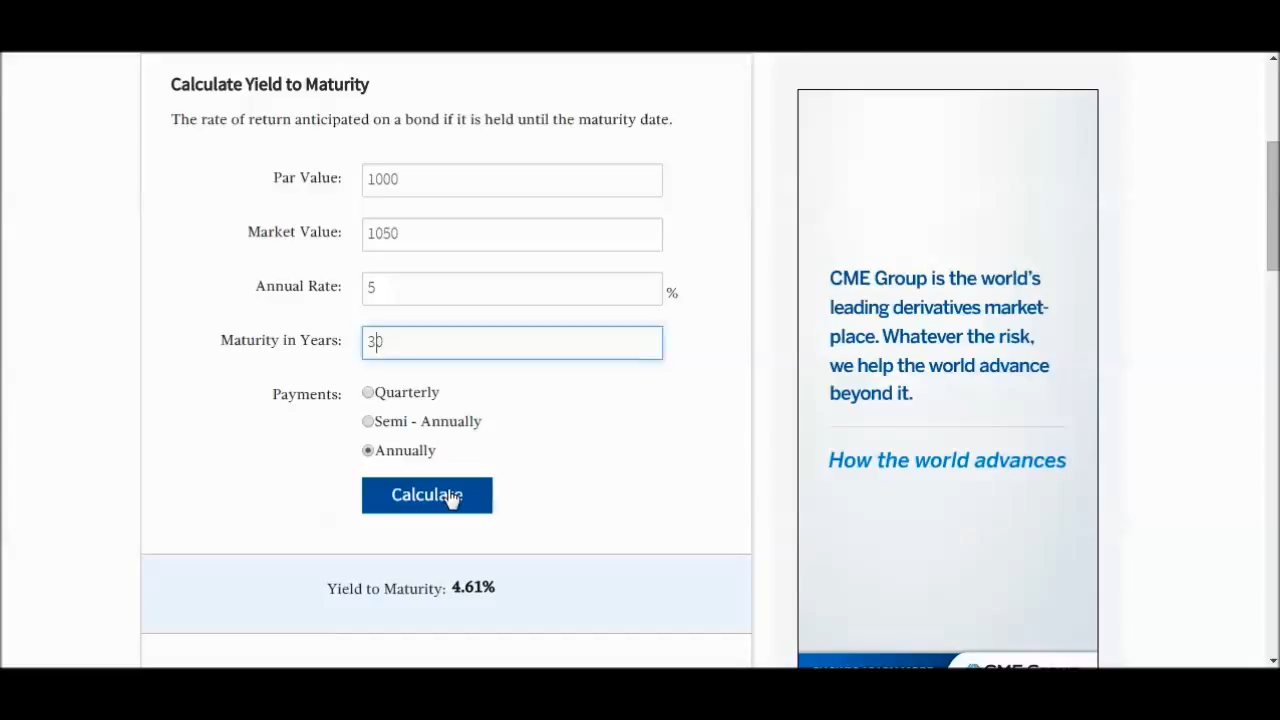 Calculate Yield to Maturity
The rate of return anticipated on a bond if it is held until the maturity date.
Par Value: 1000
Market Value: 1050
Annual Rate: 5 %
Maturity in Years: 30
Payments: Quarterly
Semi - Annually
Annually
Calculate
Yield to Maturity: 4.61%
CME Group is the world's
leading derivatives market-
place. Whatever the risk,
we help the world advance
beyond it.
How the world advances
CME Group